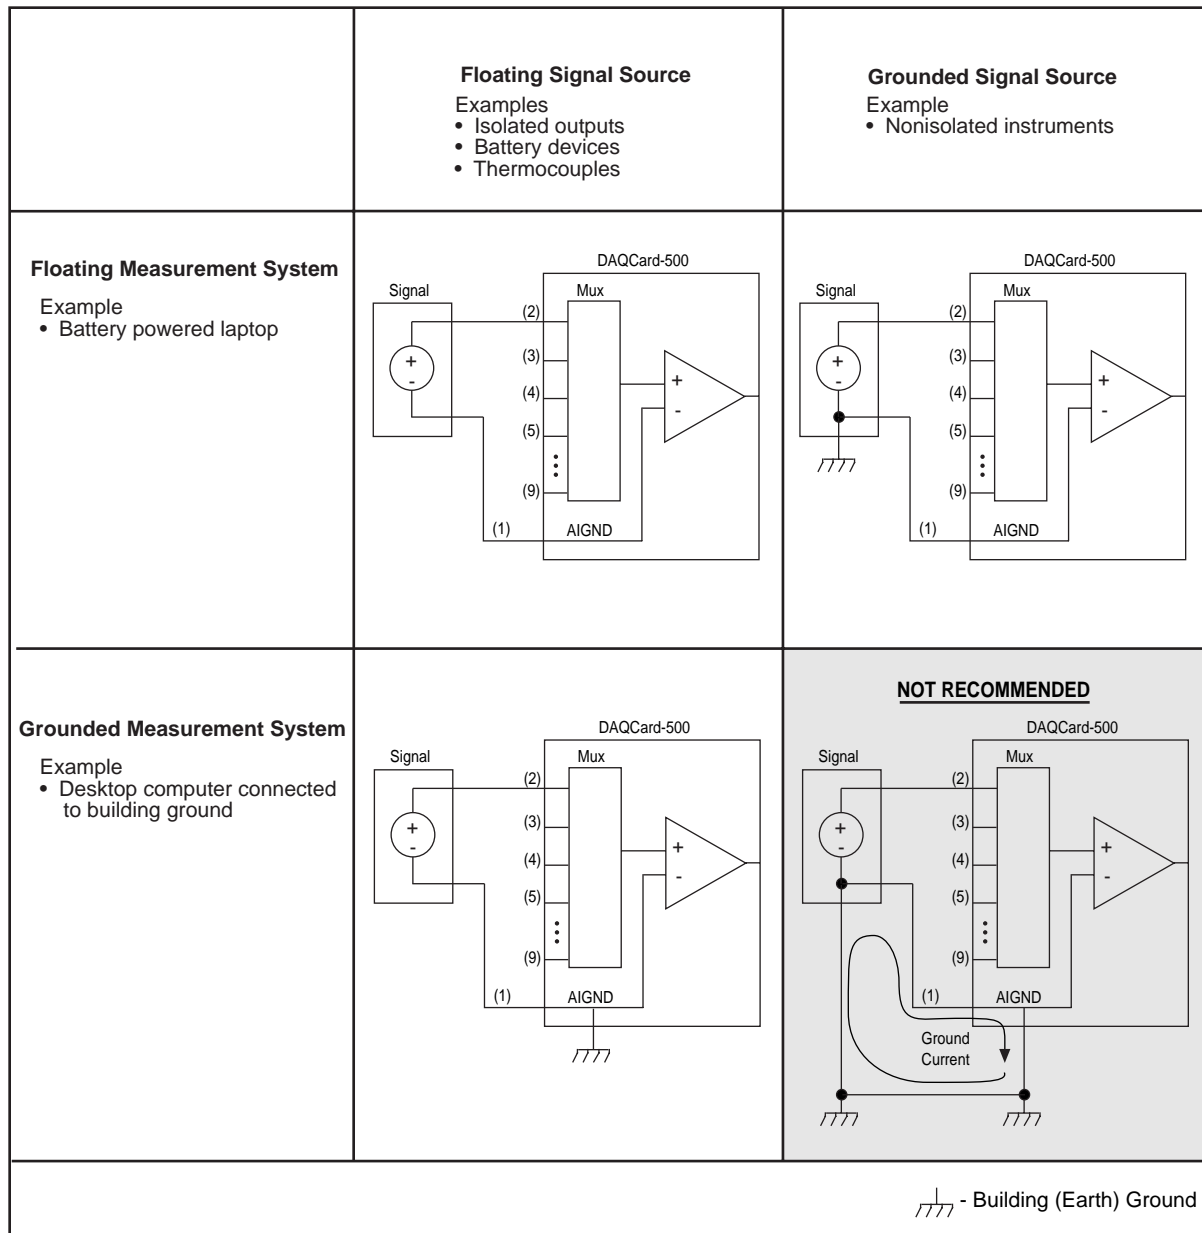 Floating Signal Source
Examples
• Isolated outputs
• Battery devices
• Thermocouples
Grounded Signal Source
Example
• Nonisolated instruments
Floating Measurement System
Example
• Battery powered laptop
DAQCard-500
Signal
Mux
(2)
(3)
(4)
(5)
(9)
+
-
+
-
(1)
AIGND
DAQCard-500
Signal
Mux
(2)
(3)
(4)
(5)
(9)
+
-
+
-
(1)
AIGND
Grounded Measurement System
Example
• Desktop computer connected
to building ground
DAQCard-500
Signal
Mux
(2)
(3)
(4)
(5)
(9)
+
-
+
-
(1)
AIGND
NOT RECOMMENDED
DAQCard-500
Signal
Mux
(2)
(3)
(4)
(5)
(9)
+
-
+
-
(1)
AIGND
Ground
Current
- Building (Earth) Ground